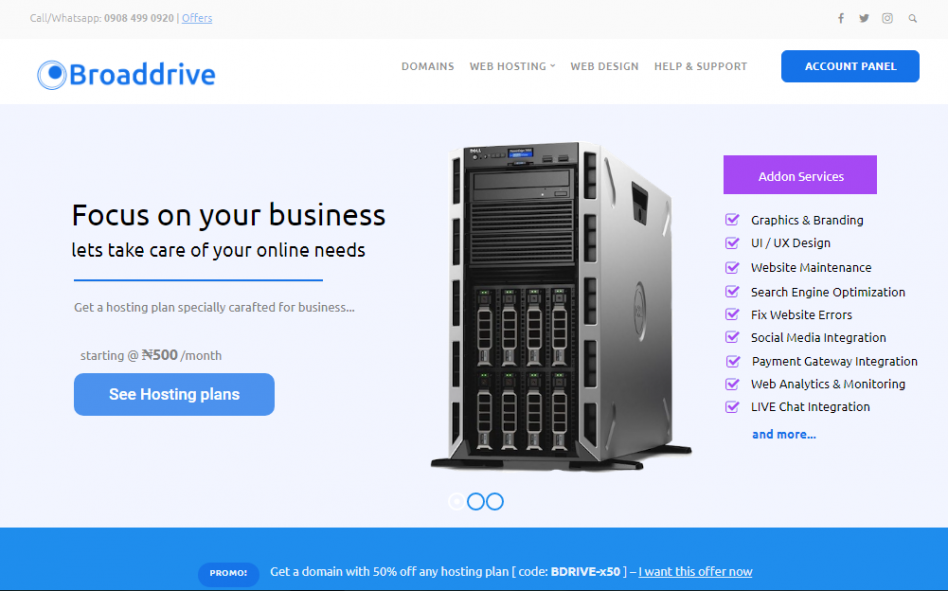 Call/Whatsapp: 0908 499 0920 | Offers
Broaddrive
DOMAINS
WEB HOSTING
WEB DESIGN
HELP & SUPPORT
ACCOUNT PANEL
DELL
Focus on your business
lets take care of your online needs
Get a hosting plan specially carafted for business...
starting @ ₦500 /month
See Hosting plans
Addon Services
Graphics & Branding
UI / UX Design
Website Maintenance
Search Engine Optimization
Fix Website Errors
Social Media Integration
Payment Gateway Integration
Web Analytics & Monitoring
LIVE Chat Integration
and more...
PROMO!
Get a domain with 50% off any hosting plan [ code: BDRIVE-x50 ] – I want this offer now